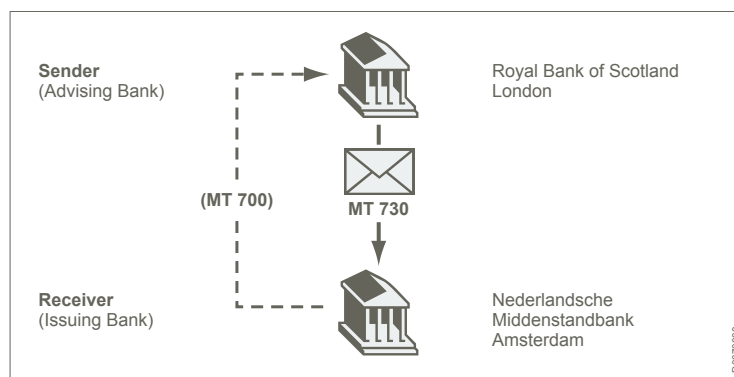 Sender
(Advising Bank)
Royal Bank of Scotland
London
(MT 700)
MT 730
Receiver
(Issuing Bank)
Nederlandsche
Middenstandbank
Amsterdam